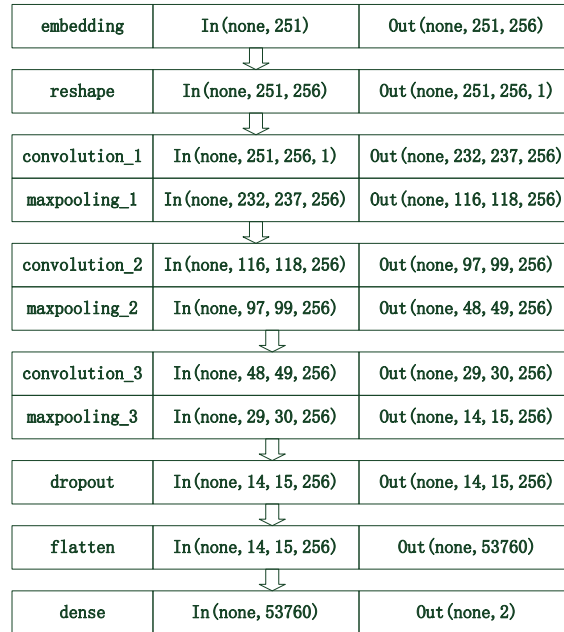 embedding In(none, 251) Out(none, 251, 256)
reshape In(none, 251, 256) Out(none, 251, 256, 1)
convolution_1 In(none, 251, 256, 1) Out(none, 232, 237, 256)
maxpooling_1 In(none, 232, 237, 256) Out(none, 116, 118, 256)
convolution_2 In(none, 116, 118, 256) Out(none, 97, 99, 256)
maxpooling_2 In(none, 97, 99, 256) Out(none, 48, 49, 256)
convolution_3 In(none, 48, 49, 256) Out(none, 29, 30, 256)
maxpooling_3 In(none, 29, 30, 256) Out(none, 14, 15, 256)
dropout In(none, 14, 15, 256) Out(none, 14, 15, 256)
flatten In(none, 14, 15, 256) Out(none, 53760)
dense In(none, 53760) Out(none, 2)